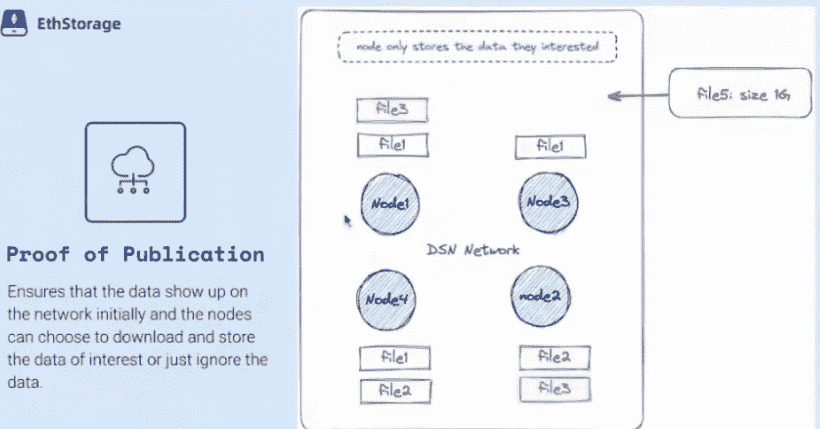 EthStorage
Proof of Publication
Ensures that the data show up on
the network initially and the nodes
can choose to download and store
the data of interest or just ignore the
data.
node only stores the data they interested
file5: size 1G,
file3
file1
file1
Node1
Node3
DSN Network
Node4
node2
file1
file2
file2
file3